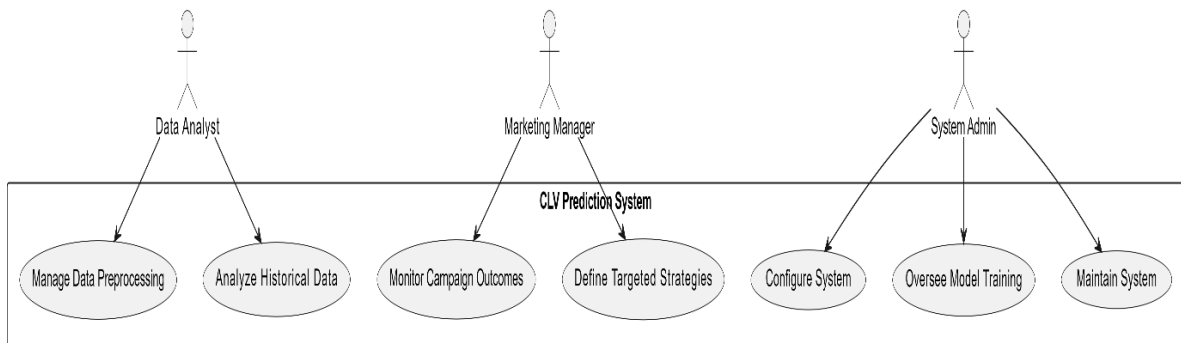 Data Analyst
Marketing Manager
System Admin
CLV Prediction System
Manage Data Preprocessing
Analyze Historical Data
Monitor Campaign Outcomes
Define Targeted Strategies
Configure System
Oversee Model Training
Maintain System